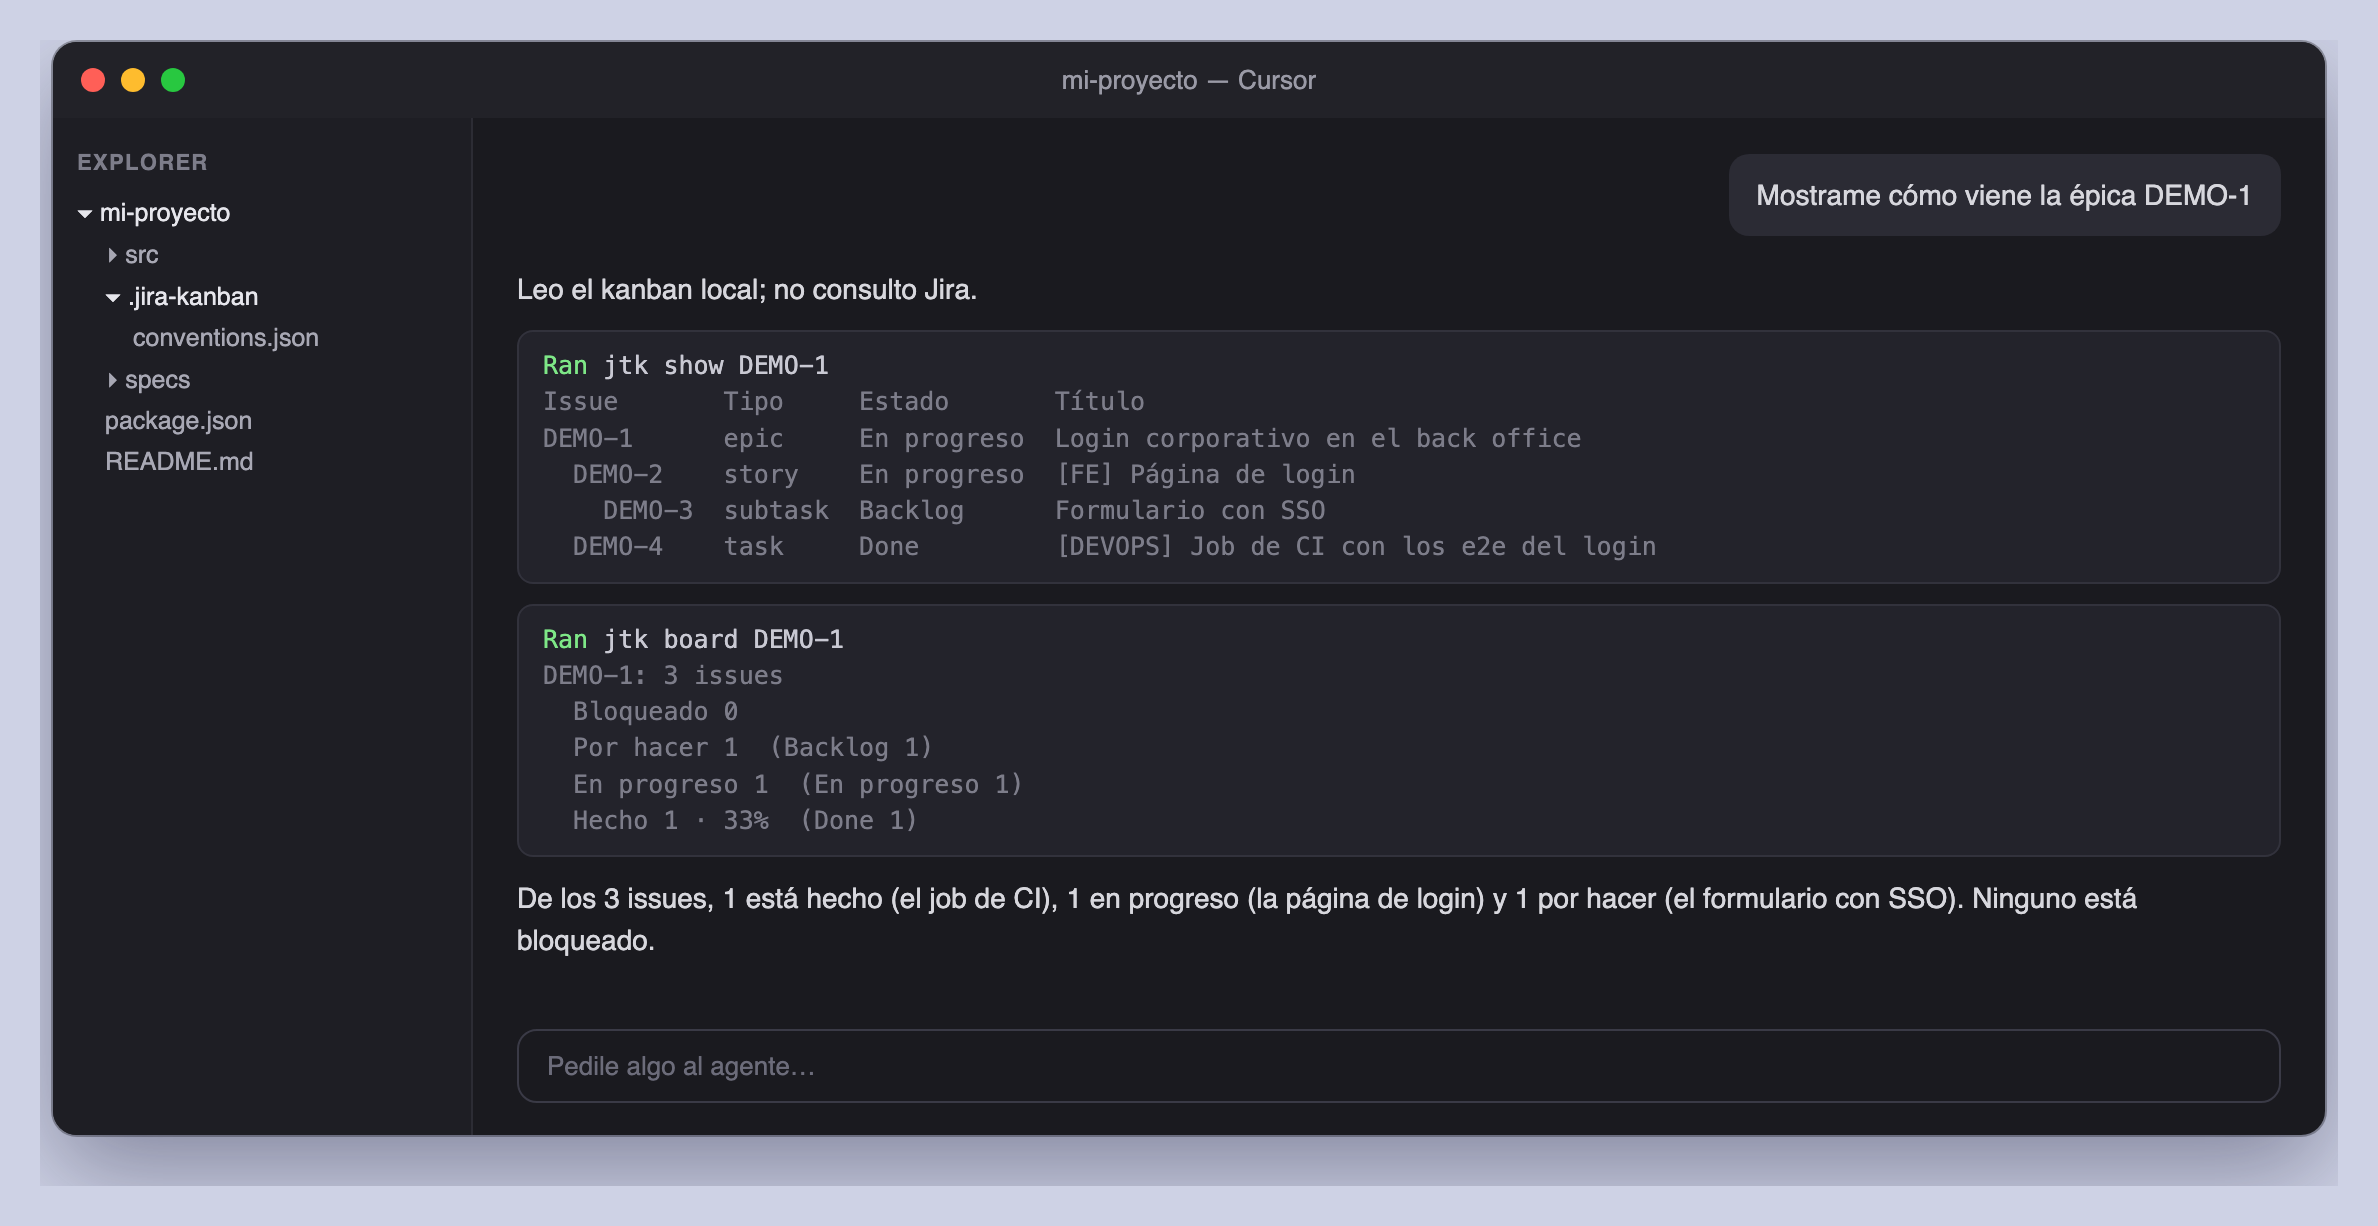 mi-proyecto — Cursor
EXPLORER
mi-proyecto
src
.jira-kanban
conventions.json
specs
package.json
README.md
Mostrame cómo viene la épica DEMO-1
Leo el kanban local; no consulto Jira.
Ran jtk show DEMO-1
Issue       Tipo     Estado       Título
DEMO-1      epic     En progreso  Login corporativo en el back office
  DEMO-2    story    En progreso  [FE] Página de login
    DEMO-3  subtask  Backlog      Formulario con SSO
  DEMO-4    task     Done         [DEVOPS] Job de CI con los e2e del login
Ran jtk board DEMO-1
DEMO-1: 3 issues
  Bloqueado 0
  Por hacer 1  (Backlog 1)
  En progreso 1  (En progreso 1)
  Hecho 1 · 33%  (Done 1)
De los 3 issues, 1 está hecho (el job de CI), 1 en progreso (la página de login) y 1 por hacer (el formulario con SSO). Ninguno está
bloqueado.
Pedile algo al agente…